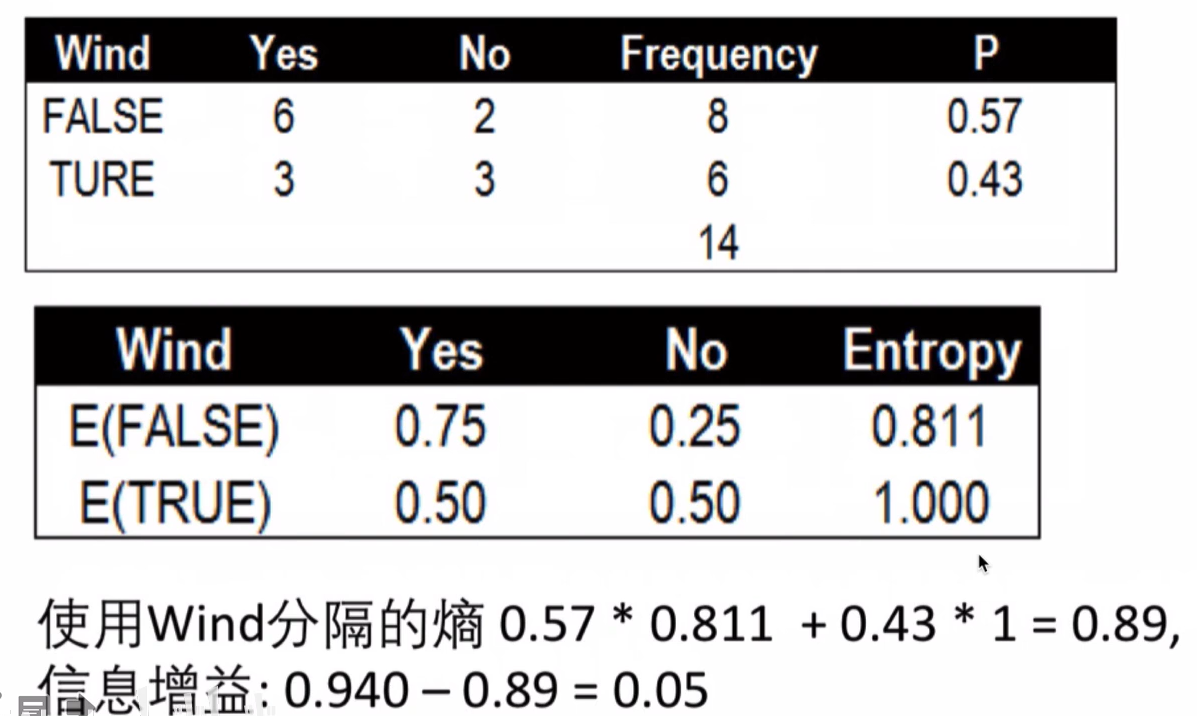 Wind Yes No Frequency P
FALSE 6 2 8 0.57
TURE 3 3 6 0.43
14
Wind Yes No Entropy
E(FALSE) 0.75 0.25 0.811
E(TRUE) 0.50 0.50 1.000
使用Wind分隔的熵 0.57 * 0.811 + 0.43 * 1 = 0.89,
信息增益: 0.940 – 0.89 = 0.05